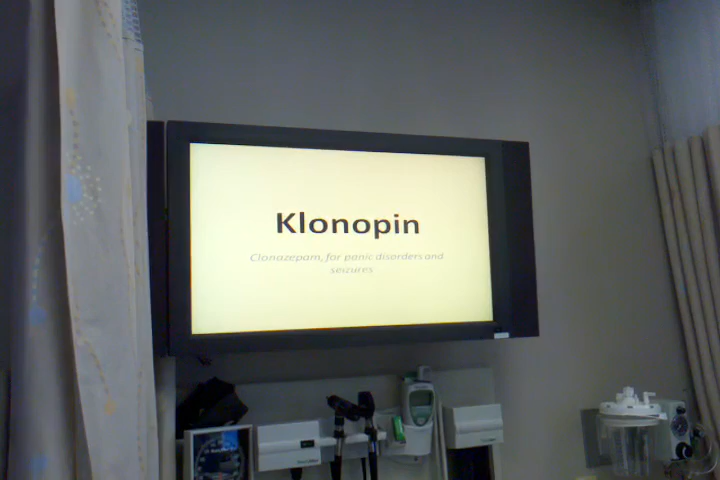 Klonopin
Clonazepam, for panic disorders and
seizures